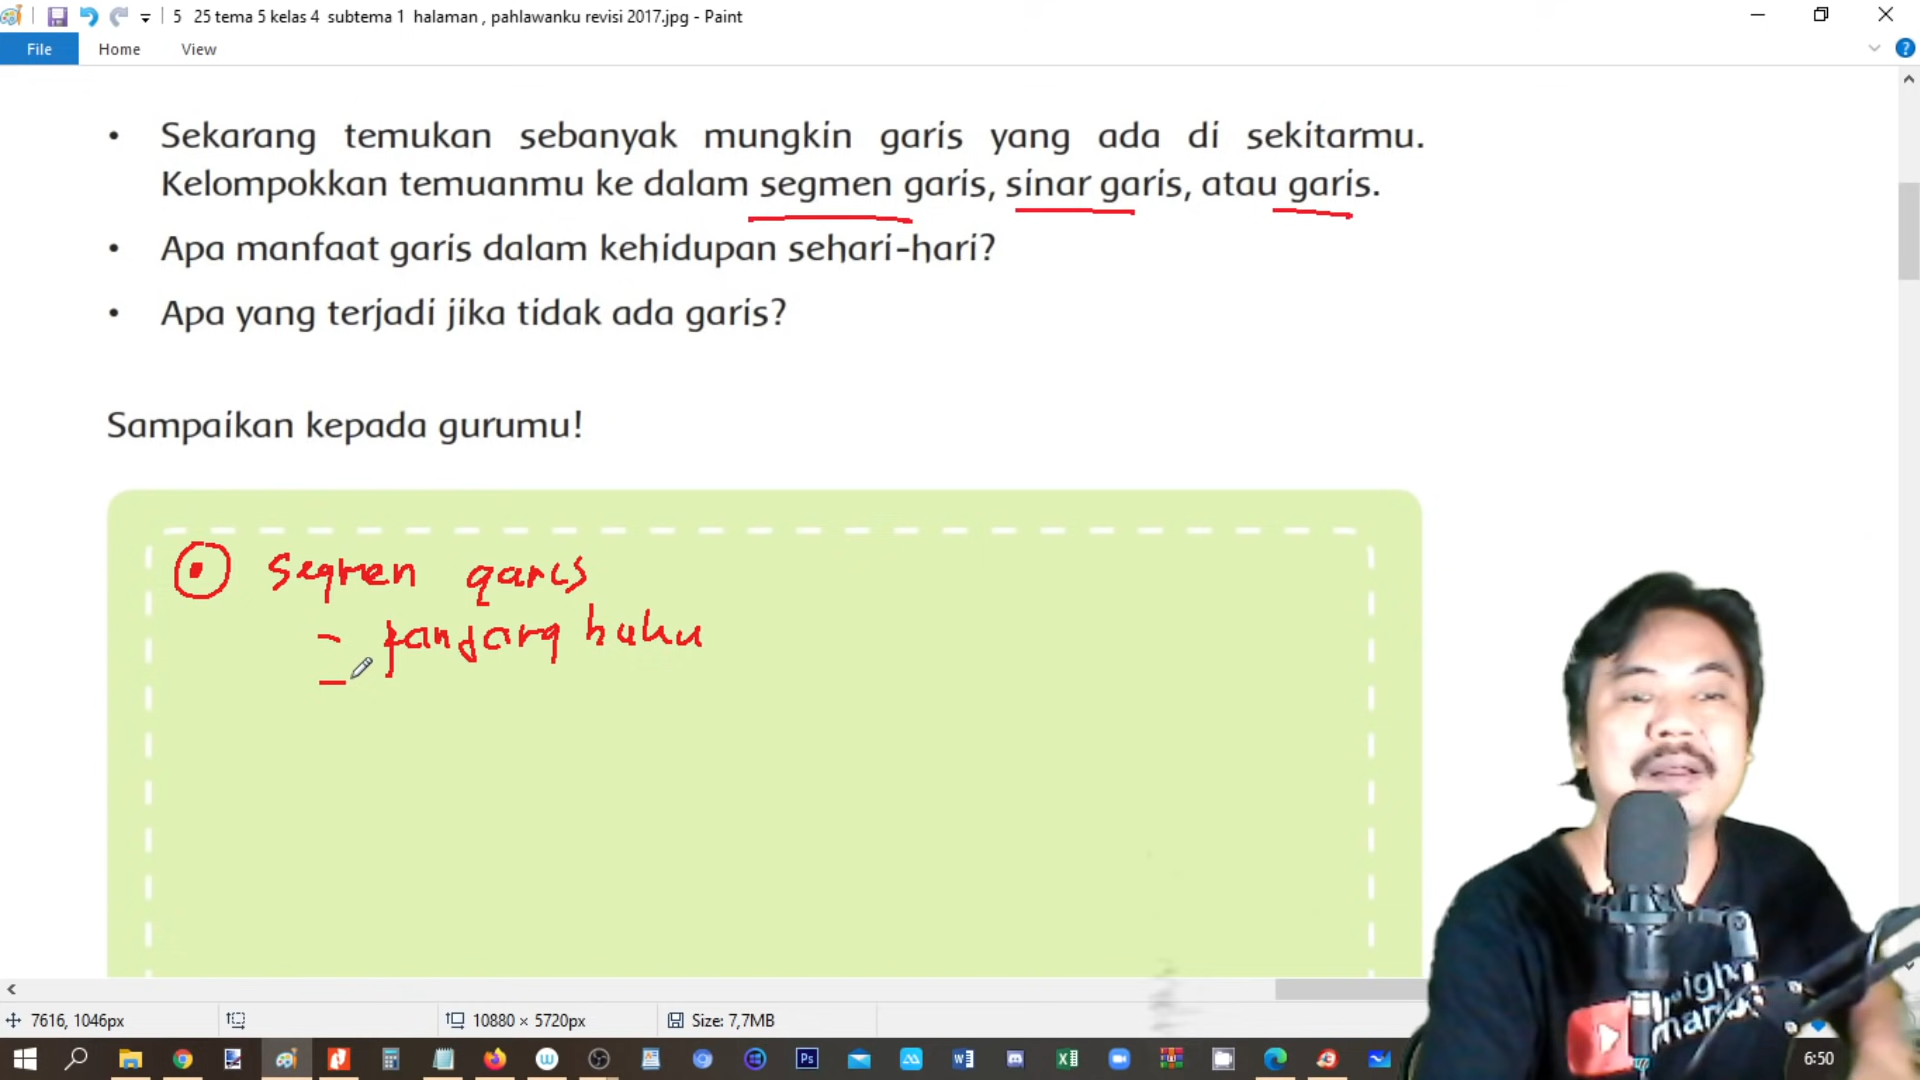 5 25 tema 5 kelas 4 subtema 1 halaman , pahlawanku revisi 2017.jpg - Paint
File Home View
• Sekarang temukan sebanyak mungkin garis yang ada di sekitarmu.
Kelompokkan temuanmu ke dalam segmen garis, sinar garis, atau garis.
• Apa manfaat garis dalam kehidupan sehari-hari?
• Apa yang terjadi jika tidak ada garis?
Sampaikan kepada gurumu!
Segmen garis
- panjang buku
-
7616, 1046px 10880 × 5720px Size: 7,7MB
6:50